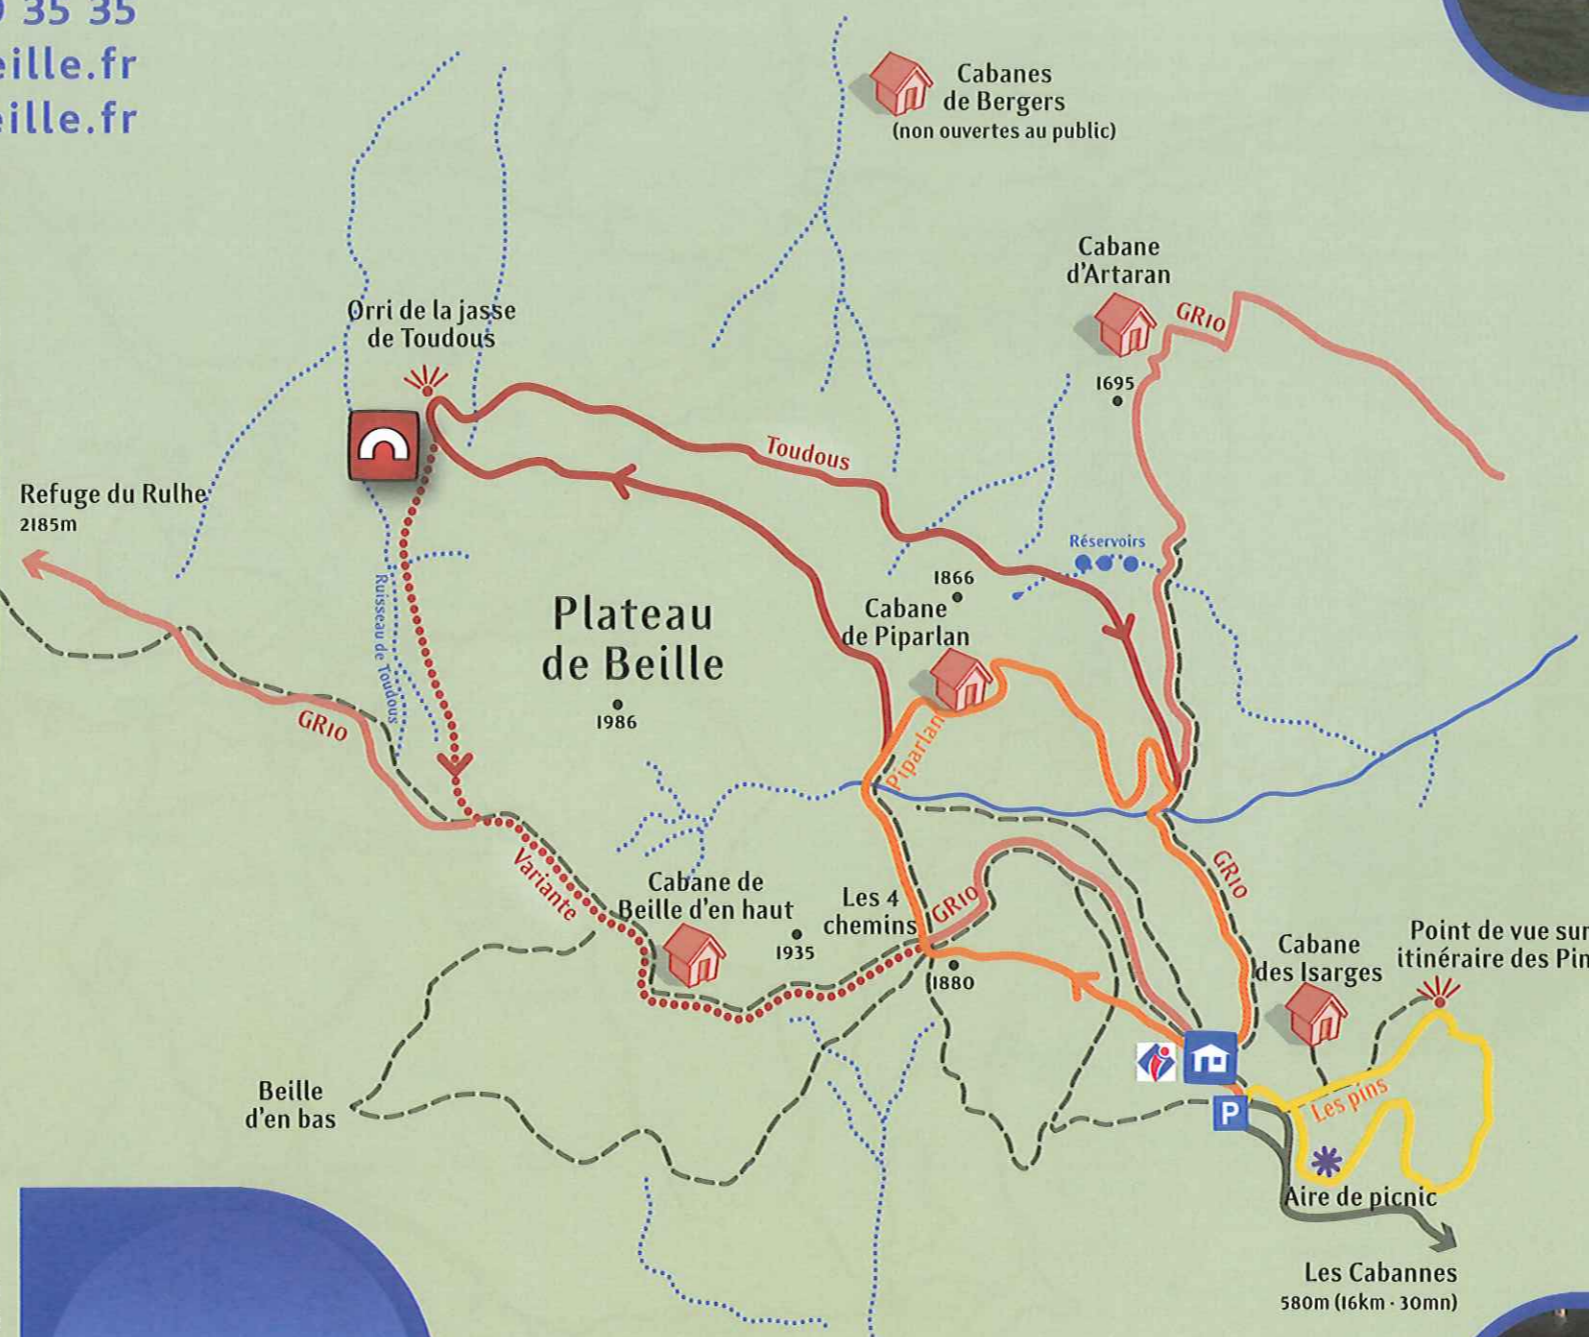 35 35
eille.fr
eille.fr
Cabanes
de Bergers
(non ouvertes au public)
Cabane
d'Artaran
GR10
1695
Orri de la jasse
de Toudous
Toudous
Refuge du Rulhe
2185m
Réservoirs
1866
Cabane
de Piparlan
Plateau
de Beille
1986
Ruisseau de Toudous
GR10
Piparlan
Variante
Cabane de
Beille d'en haut
1935
Les 4
chemins
GR10
1880
GR10
Cabane
des Isarges
Point de vue sur
itinéraire des Pin
Beille
d'en bas
P
Les pins
Aire de picnic
Les Cabannes
580m (16km · 30mn)